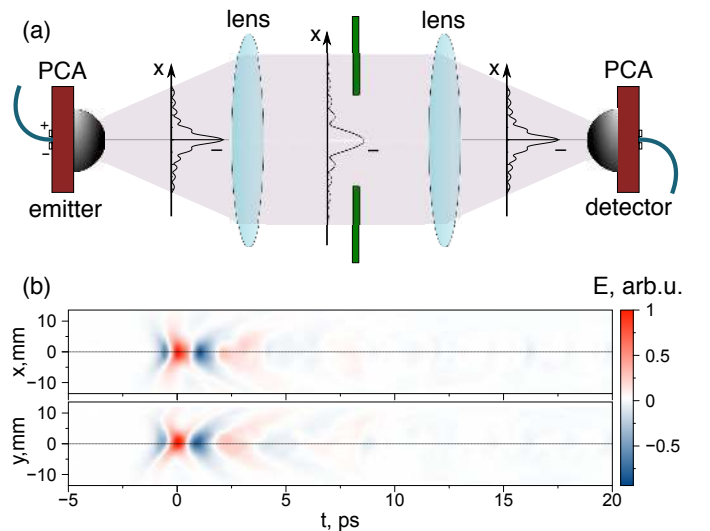 (a)
lens
lens
PCA
x
x
x
PCA
+
−
−
−
−
emitter
detector
(b)
E, arb.u.
10
0
−10
x,mm
10
0
−10
y,mm
−5
0
5
10
15
20
t, ps
1
0.5
0
−0.5